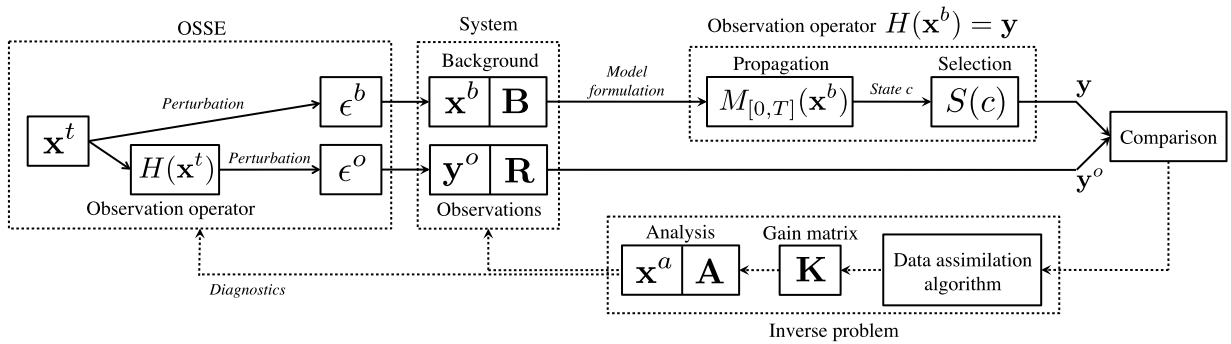 OSSE
System
Observation operator H(x^b) = y
Background
Model
formulation
Propagation
Selection
Perturbation
ϵ^b
x^b B
M_[0,T](x^b)
State c
S(c)
y
x^t
Comparison
H(x^t)
Perturbation
ϵ^o
y^o R
y^o
Observation operator
Observations
Analysis
Gain matrix
x^a A
K
Data assimilation
algorithm
Diagnostics
Inverse problem